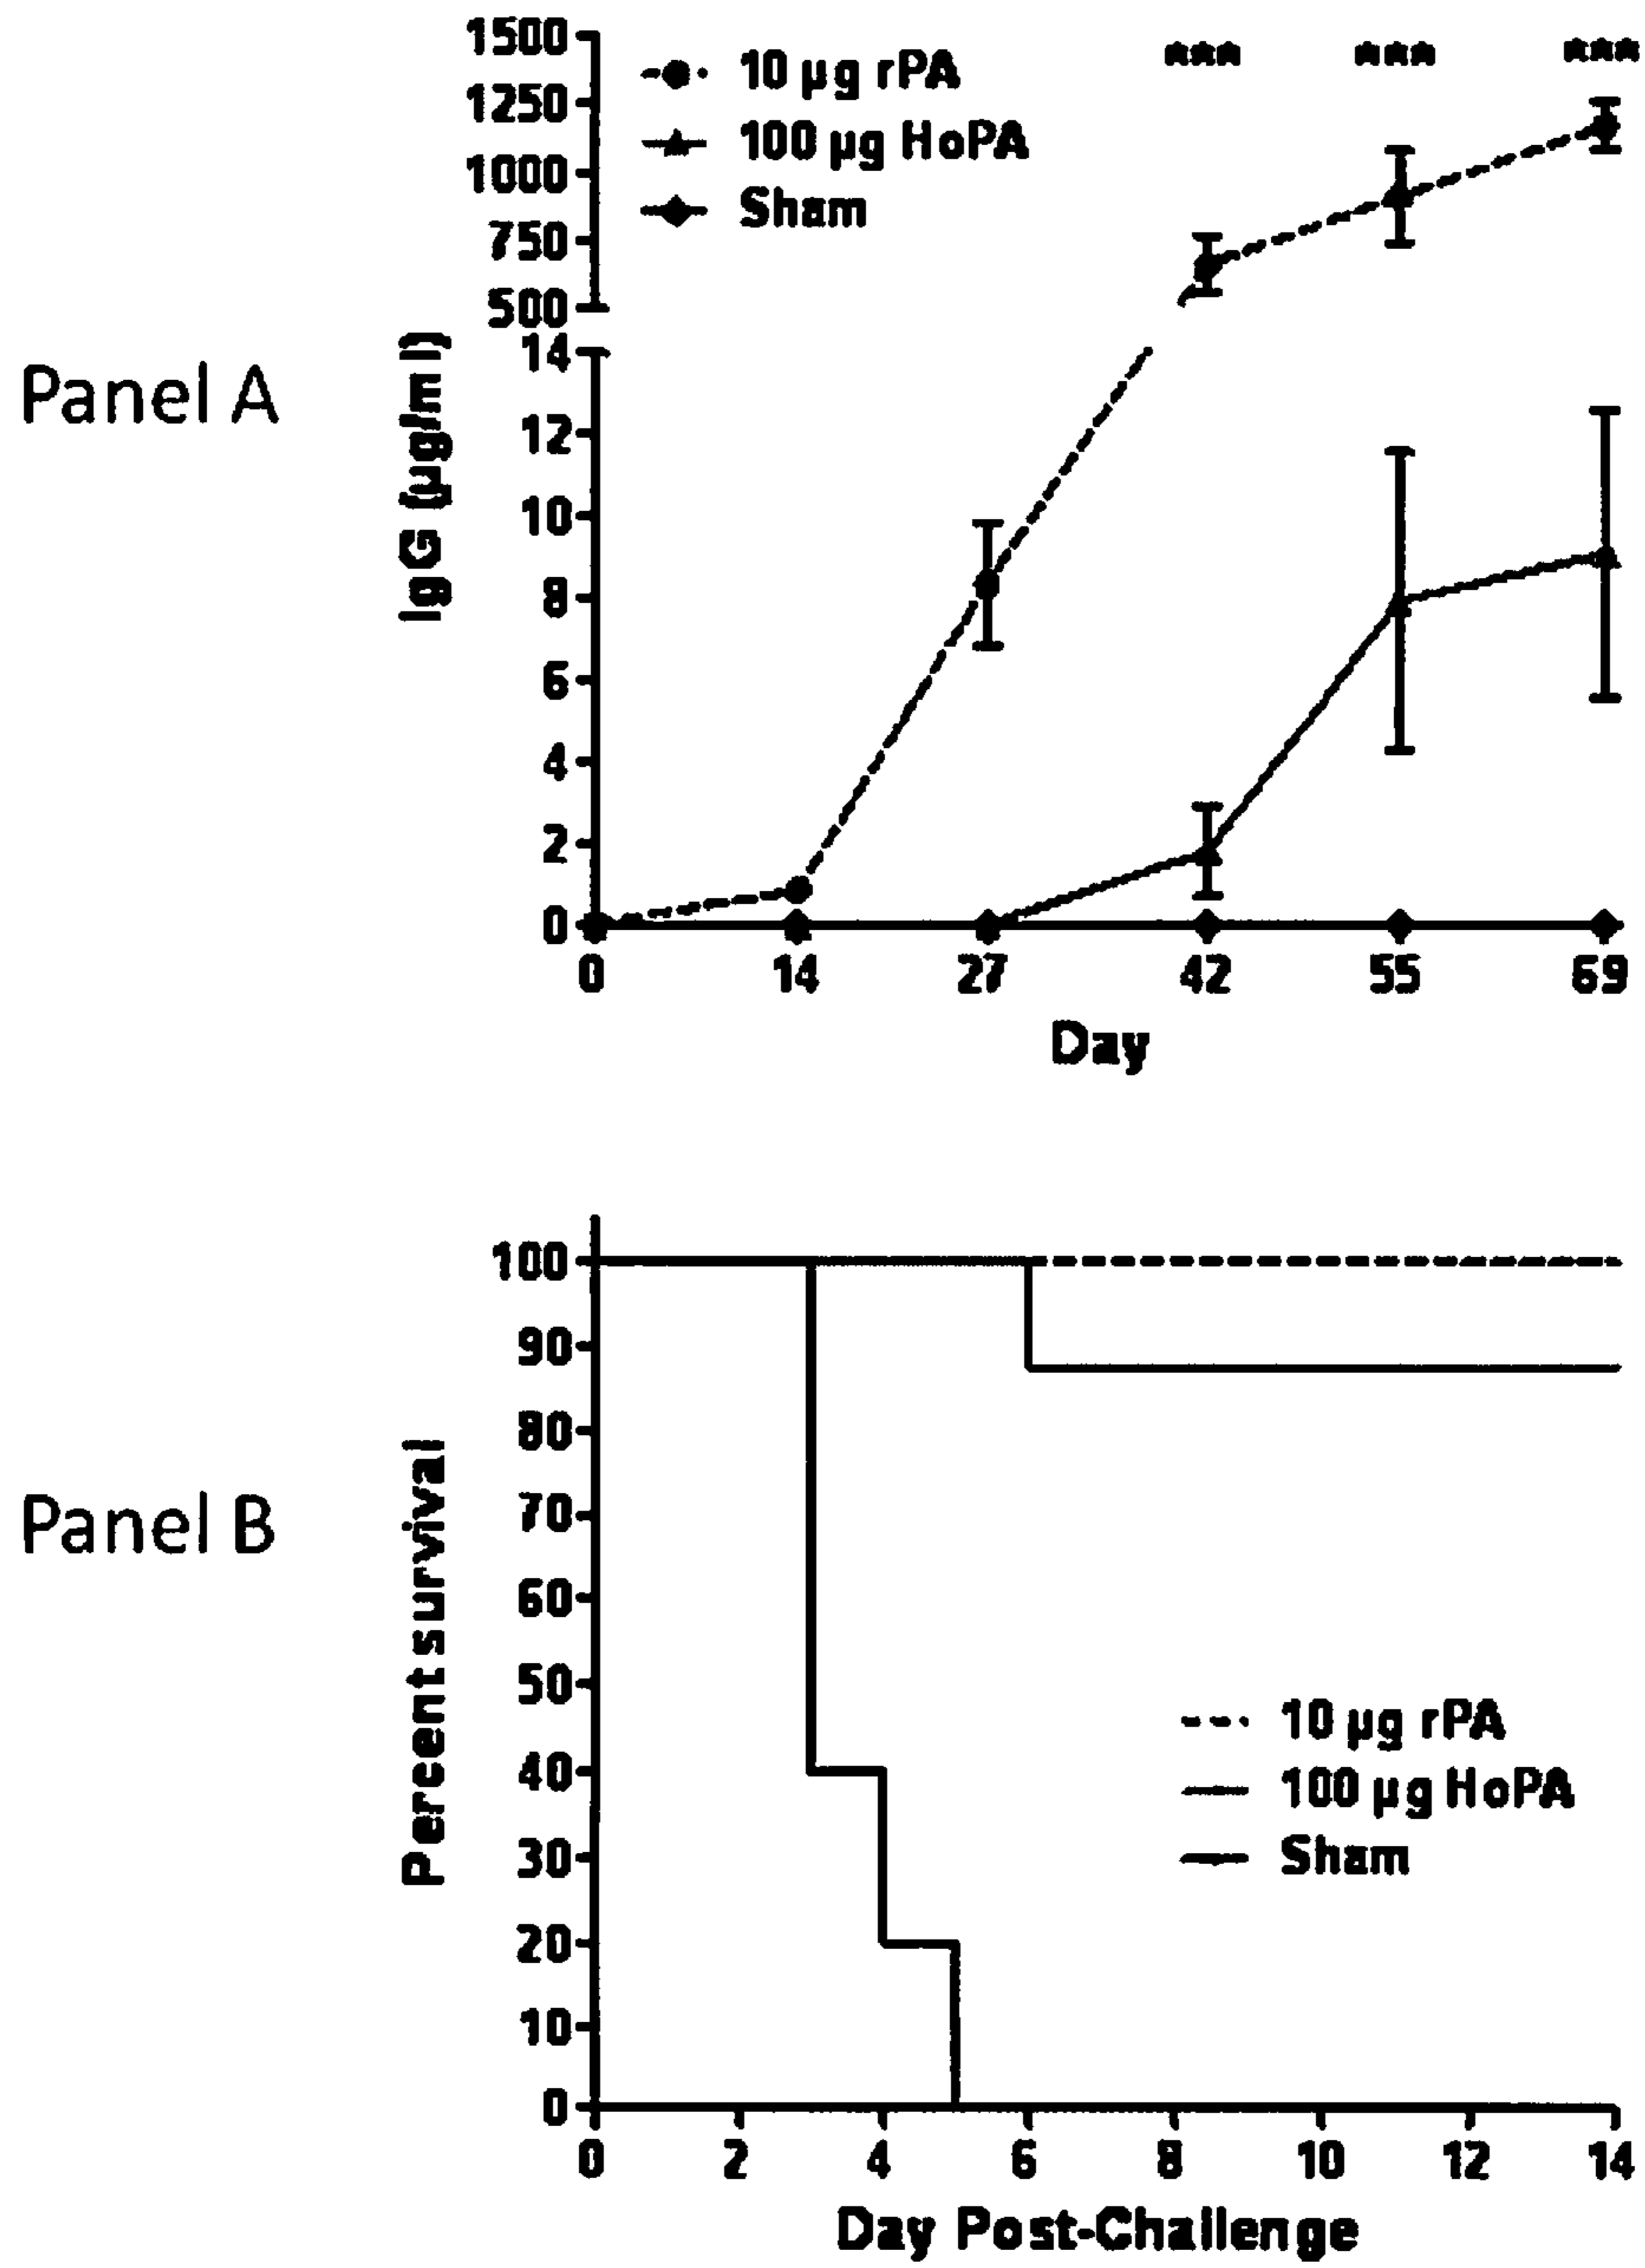 1500
1250
1000
750
500
14
12
10
8
6
4
2
0
10 µg rPA
100 µg HoPA
Sham
*** *** ***
Panel A
IgG (µg/ml)
0 14 27 42 55 69
Day
100
90
80
70
60
50
40
30
20
10
0
Panel B
Percent survival
10 µg rPA
100 µg HoPA
Sham
0 2 4 6 8 10 12 14
Day Post-Challenge